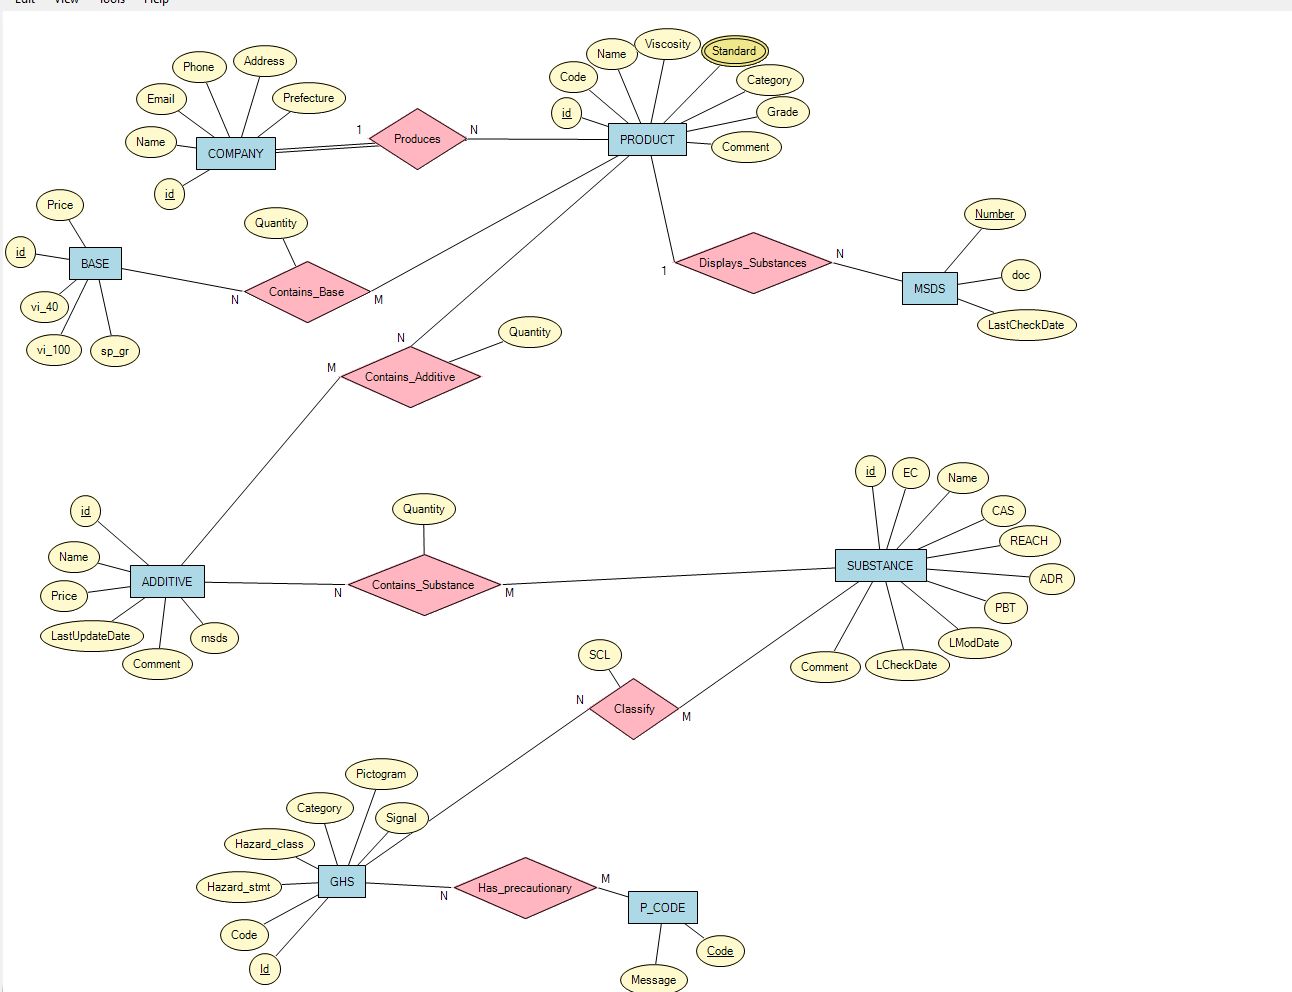 Edit View Tools Help
Phone
Address
Email
Prefecture
Name
COMPANY
id
1
Produces
N
Name
Viscosity
Standard
Code
Category
id
Grade
PRODUCT
Comment
Price
id
BASE
vi_40
vi_100
sp_gr
Quantity
N
Contains_Base
M
1
Displays_Substances
N
Number
MSDS
doc
LastCheckDate
N
Quantity
M
Contains_Additive
id
Name
ADDITIVE
Price
LastUpdateDate
msds
Comment
Quantity
N
Contains_Substance
M
id
EC
Name
CAS
REACH
SUBSTANCE
ADR
PBT
LModDate
LCheckDate
Comment
SCL
N
Classify
M
Pictogram
Category
Signal
Hazard_class
GHS
Hazard_stmt
Code
Id
N
Has_precautionary
M
P_CODE
Code
Message